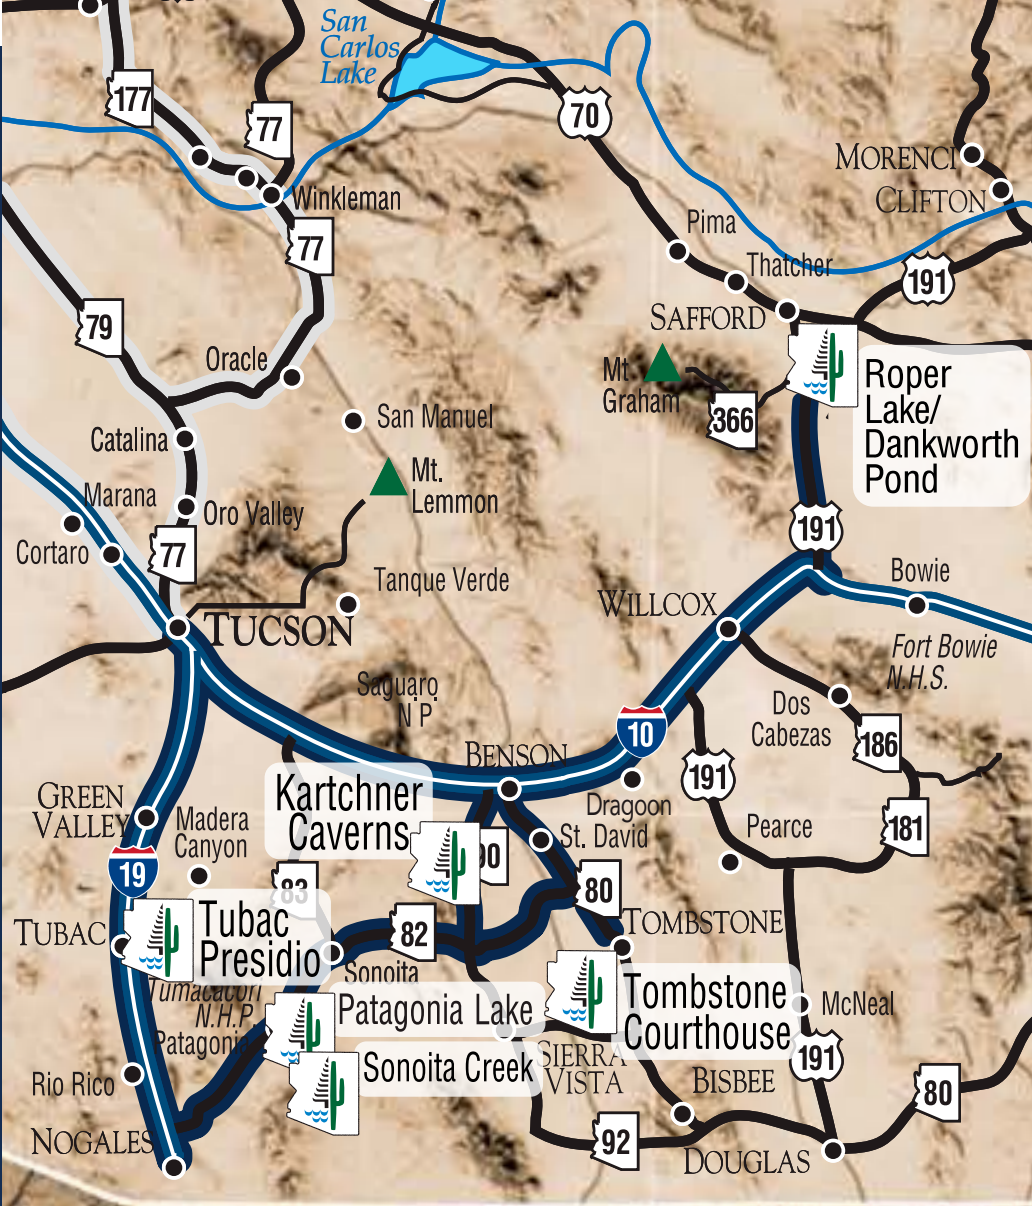 San
Carlos
Lake
177
77
70
MORENCI
CLIFTON
Winkleman
77
Pima
Thatcher
191
79
SAFFORD
Oracle
Mt.
Graham
366
Roper
Lake/
Dankworth
Pond
San Manuel
Catalina
Mt.
Lemmon
Marana
Oro Valley
Cortaro
77
191
Tanque Verde
Bowie
WILLCOX
TUCSON
Fort Bowie
N.H.S.
Saguaro
N P
Dos
Cabezas
10
186
BENSON
191
GREEN
VALLEY
Madera
Canyon
Kartchner
Caverns
Dragoon
St. David
Pearce
181
90
19
83
80
TUBAC
Tubac
Presidio
82
TOMBSTONE
Sonoita
Tumacacori
N.H.P
Patagonia
Patagonia Lake
Tombstone
Courthouse
McNeal
Sonoita Creek
SIERRA
VISTA
191
Rio Rico
BISBEE
80
NOGALES
92
DOUGLAS